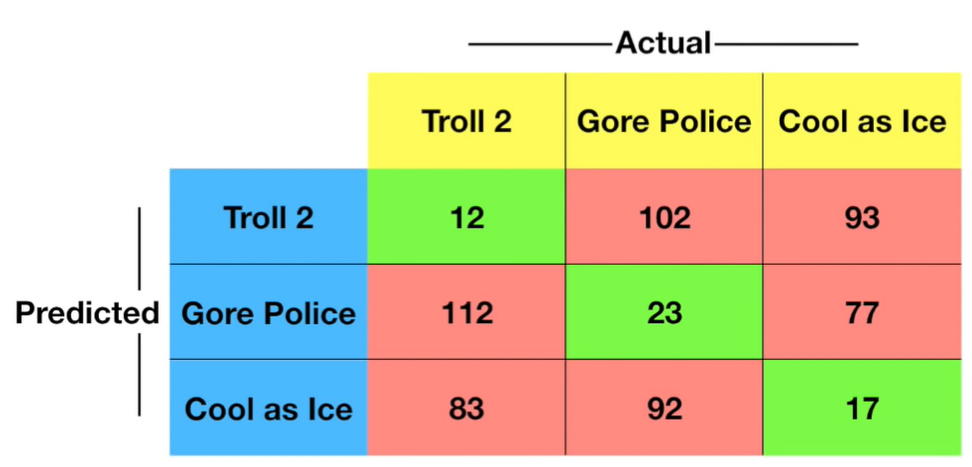 Actual
Troll 2 Gore Police Cool as Ice
Troll 2 12 102 93
Predicted Gore Police 112 23 77
Cool as Ice 83 92 17